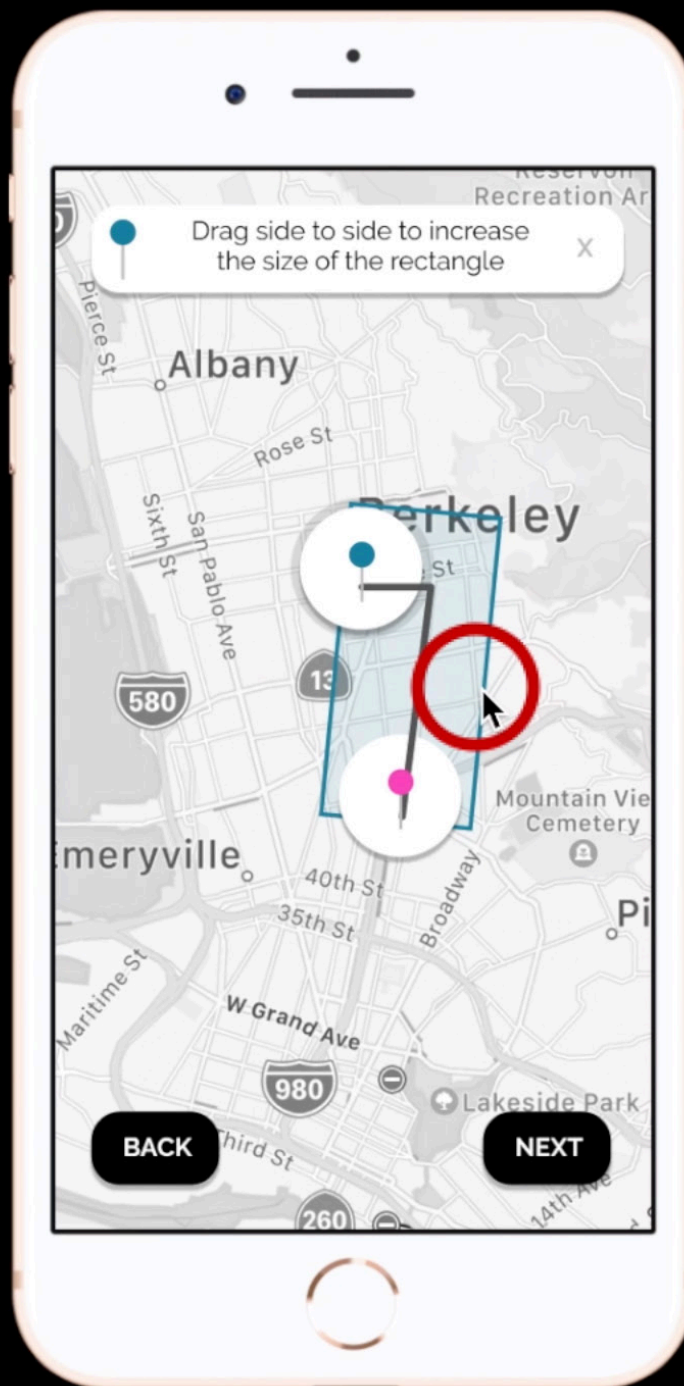 Recreation Ar
Drag side to side to increase
the size of the rectangle
X
Pierce St
Albany
Rose St
Berkeley
Sixth St
San Pablo Ave
St
13
580
Mountain Vie
Cemetery
Emeryville
40th St
Broadway
35th St
Pi
Maritime St
W Grand Ave
980
Lakeside Park
BACK
NEXT
Third St
14th Ave
260